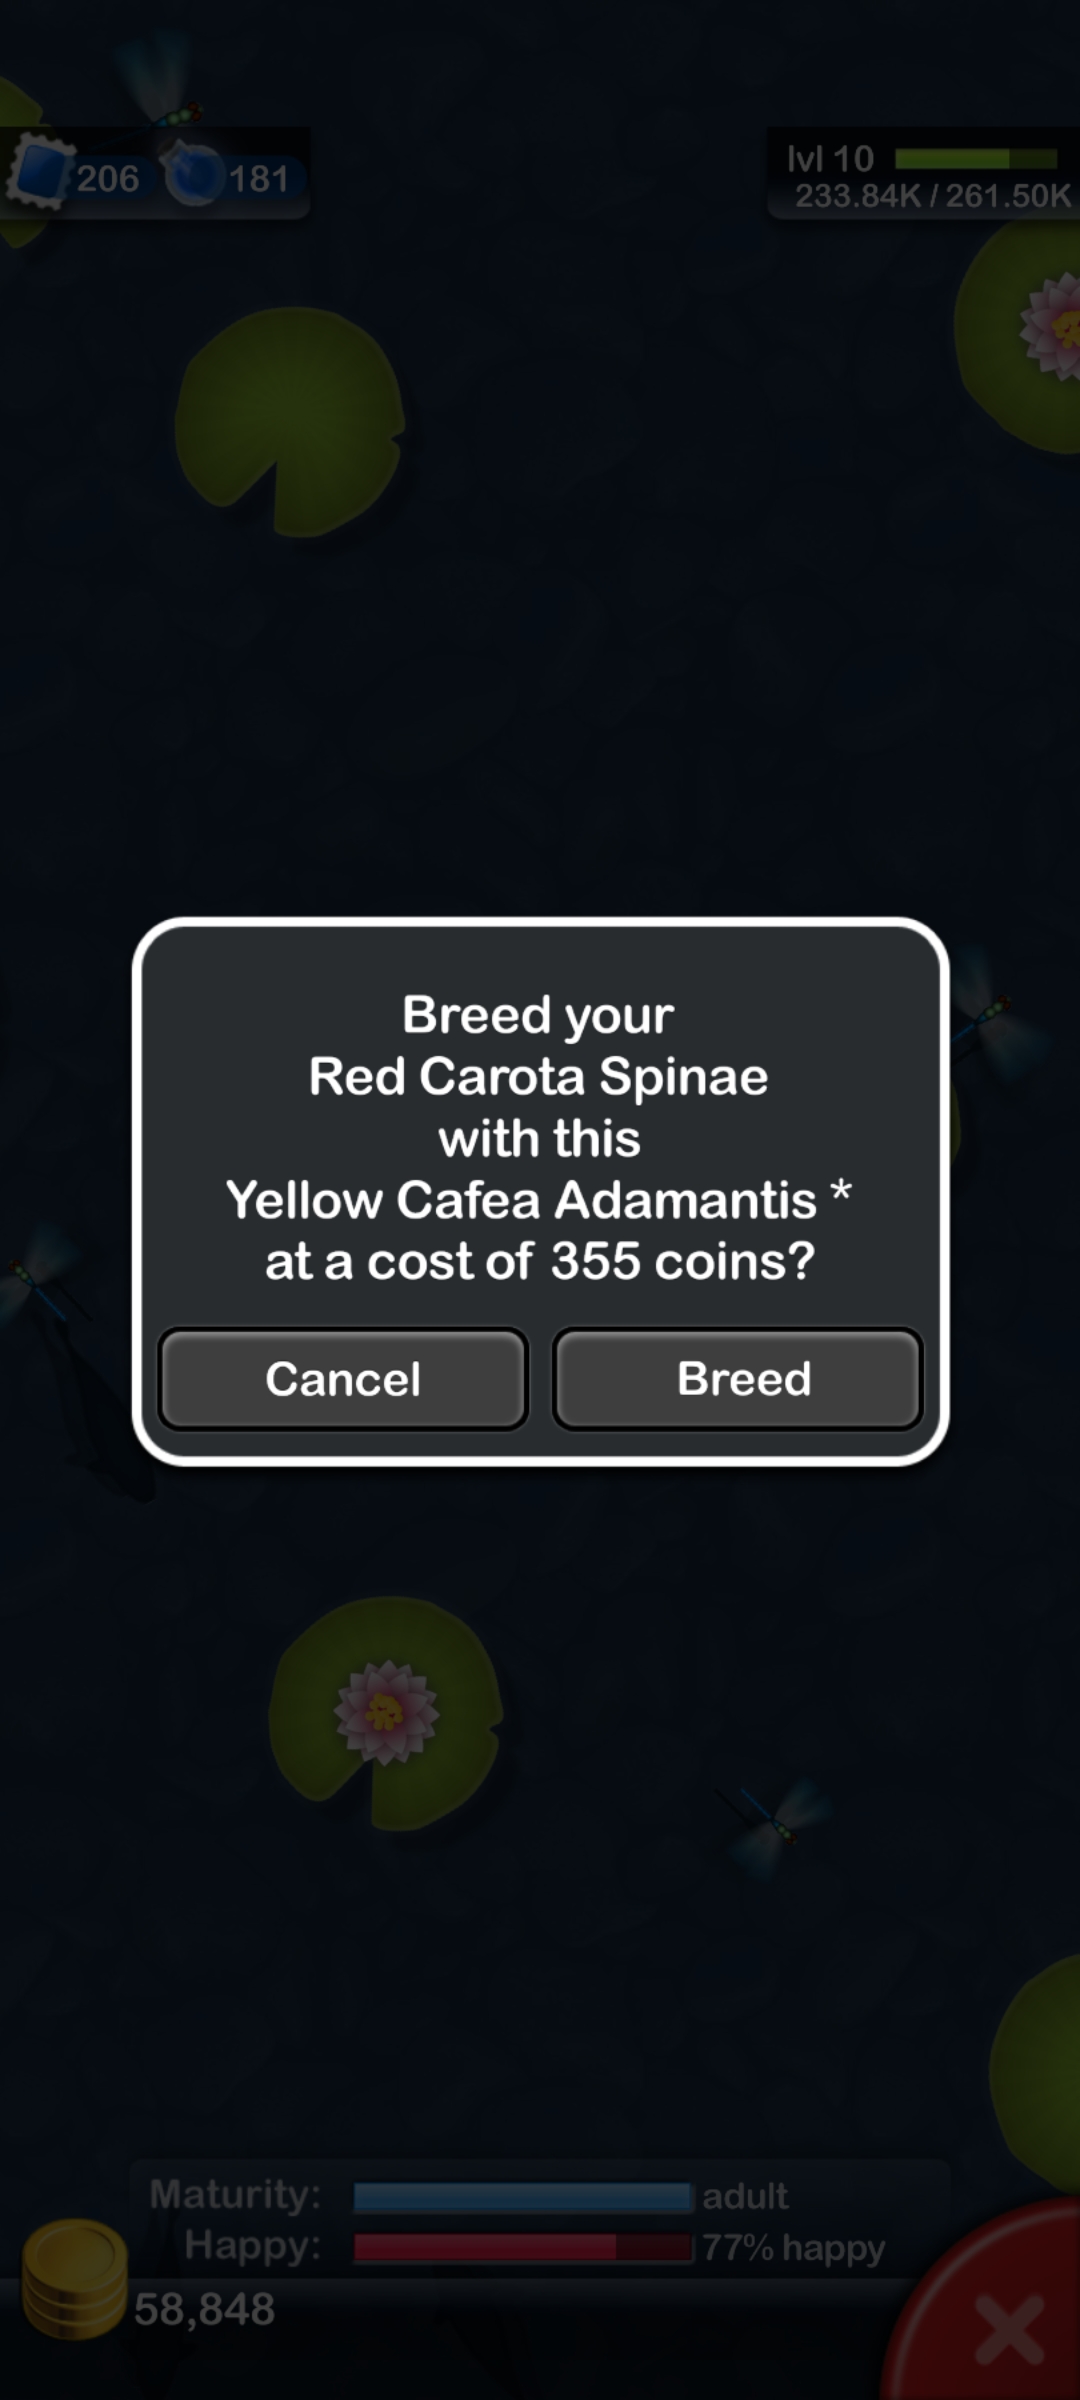 206 181
lvl 10
233.84K / 261.50K
Breed your
Red Carota Spinae
with this
Yellow Cafea Adamantis *
at a cost of 355 coins?
Cancel Breed
Maturity: adult
Happy: 77% happy
58,848